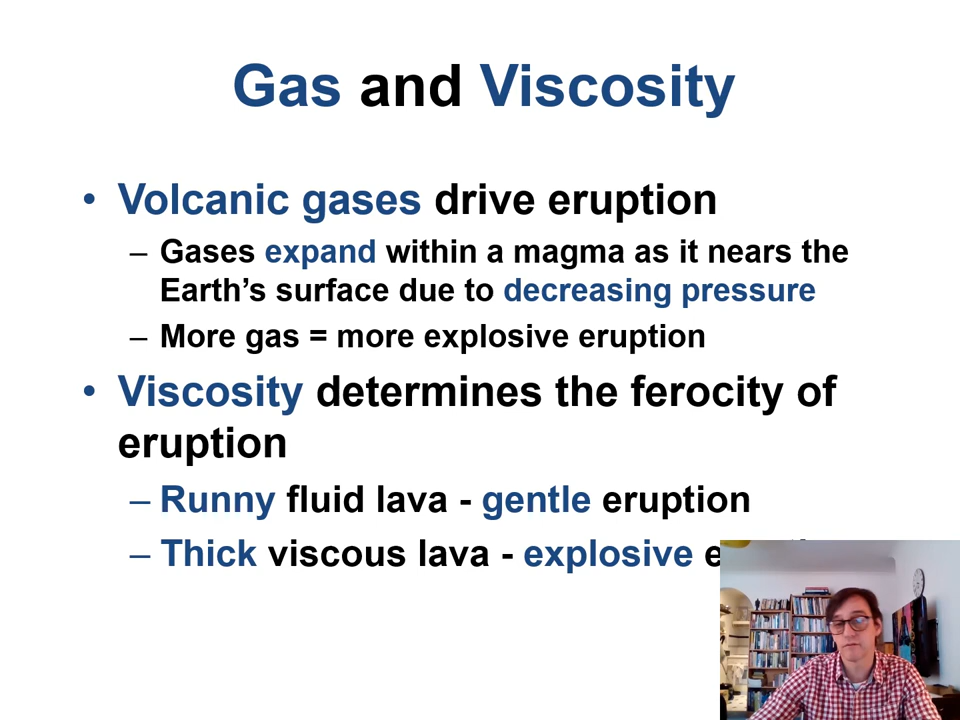 Gas and Viscosity
• Volcanic gases drive eruption
– Gases expand within a magma as it nears the
Earth’s surface due to decreasing pressure
– More gas = more explosive eruption
• Viscosity determines the ferocity of
eruption
– Runny fluid lava - gentle eruption
– Thick viscous lava - explosive